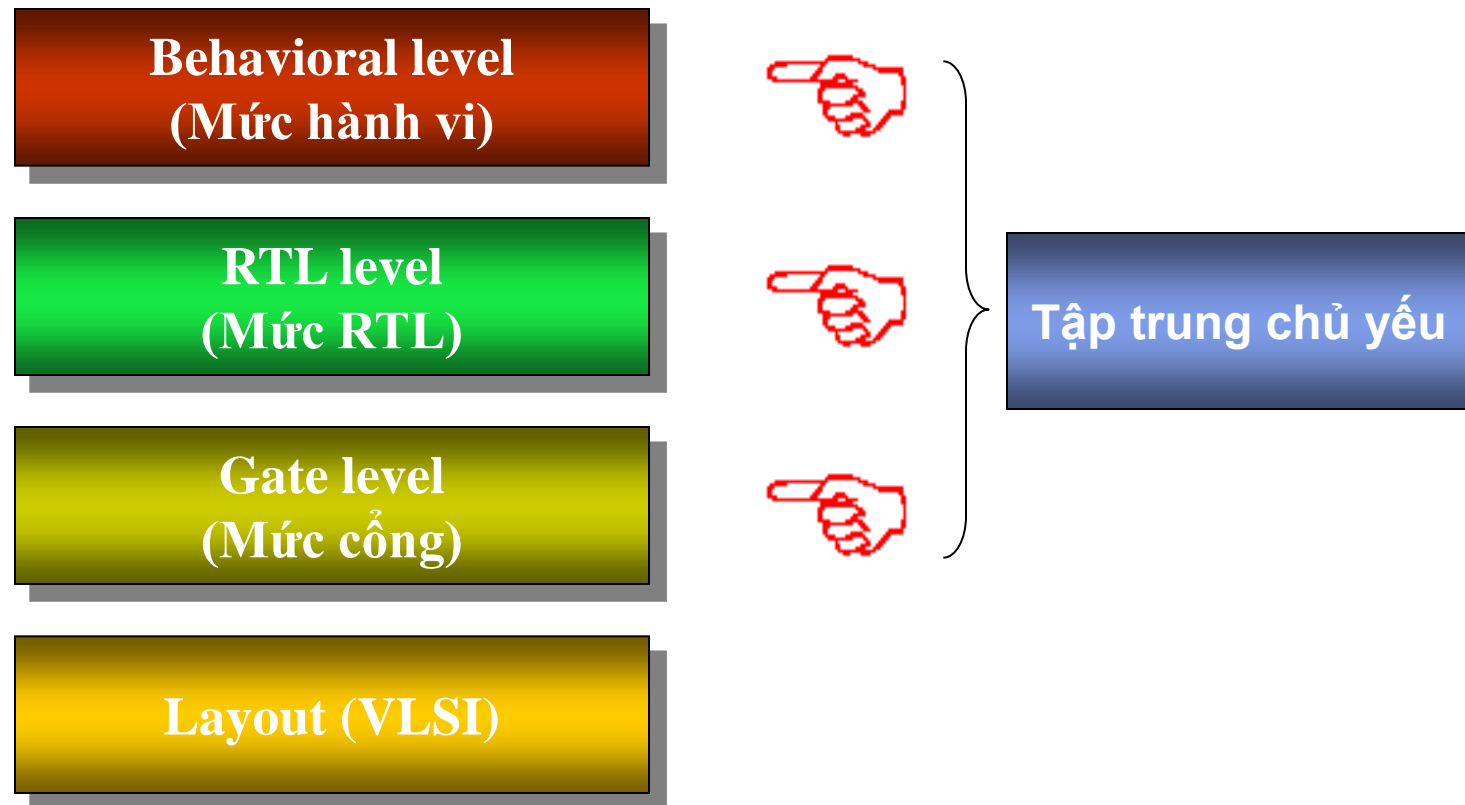 Behavioral level
(Mức hành vi)
RTL level
(Mức RTL)
Gate level
(Mức cổng)
Layout (VLSI)
Tập trung chủ yếu